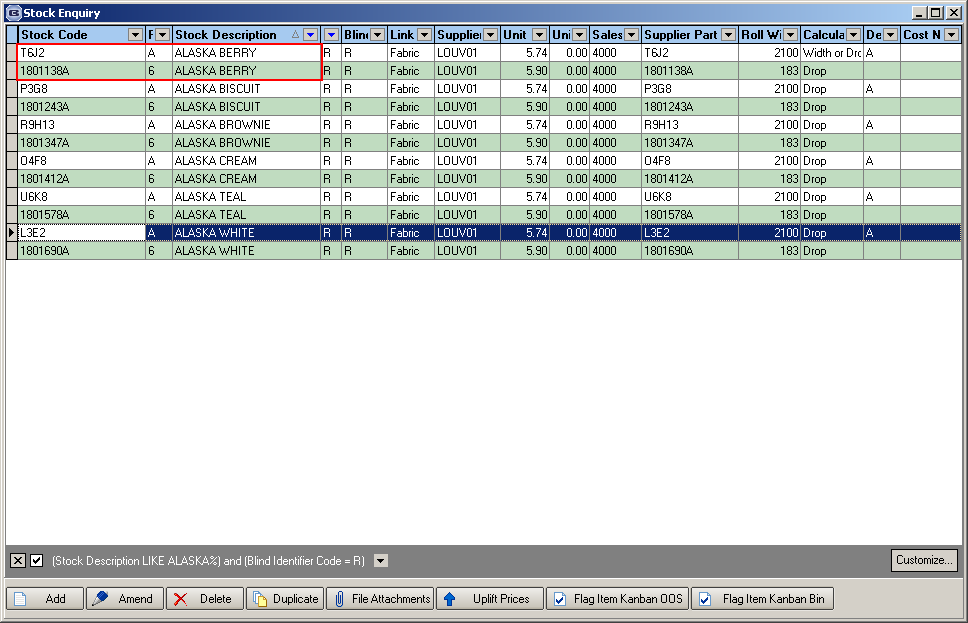 Stock Enquiry
Stock Code F Stock Description Blind Link Supplie Unit Uni Sales Supplier Part Roll Wi Calcula De Cost N
T6J2 A ALASKA BERRY R R Fabric LOUV01 5.74 0.00 4000 T6J2 2100 Width or Dro A
1801138A 6 ALASKA BERRY R R Fabric LOUV01 5.90 0.00 4000 1801138A 183 Drop
P3G8 A ALASKA BISCUIT R R Fabric LOUV01 5.74 0.00 4000 P3G8 2100 Drop A
1801243A 6 ALASKA BISCUIT R R Fabric LOUV01 5.90 0.00 4000 1801243A 183 Drop
R9H13 A ALASKA BROWNIE R R Fabric LOUV01 5.74 0.00 4000 R9H13 2100 Drop A
1801347A 6 ALASKA BROWNIE R R Fabric LOUV01 5.90 0.00 4000 1801347A 183 Drop
O4F8 A ALASKA CREAM R R Fabric LOUV01 5.74 0.00 4000 O4F8 2100 Drop A
1801412A 6 ALASKA CREAM R R Fabric LOUV01 5.90 0.00 4000 1801412A 183 Drop
U6K8 A ALASKA TEAL R R Fabric LOUV01 5.74 0.00 4000 U6K8 2100 Drop A
1801578A 6 ALASKA TEAL R R Fabric LOUV01 5.90 0.00 4000 1801578A 183 Drop
L3E2 A ALASKA WHITE R R Fabric LOUV01 5.74 0.00 4000 L3E2 2100 Drop A
1801690A 6 ALASKA WHITE R R Fabric LOUV01 5.90 0.00 4000 1801690A 183 Drop
(Stock Description LIKE ALASKA%) and (Blind Identifier Code = R) Customize...
Add Amend Delete Duplicate File Attachments Uplift Prices Flag Item Kanban OOS Flag Item Kanban Bin